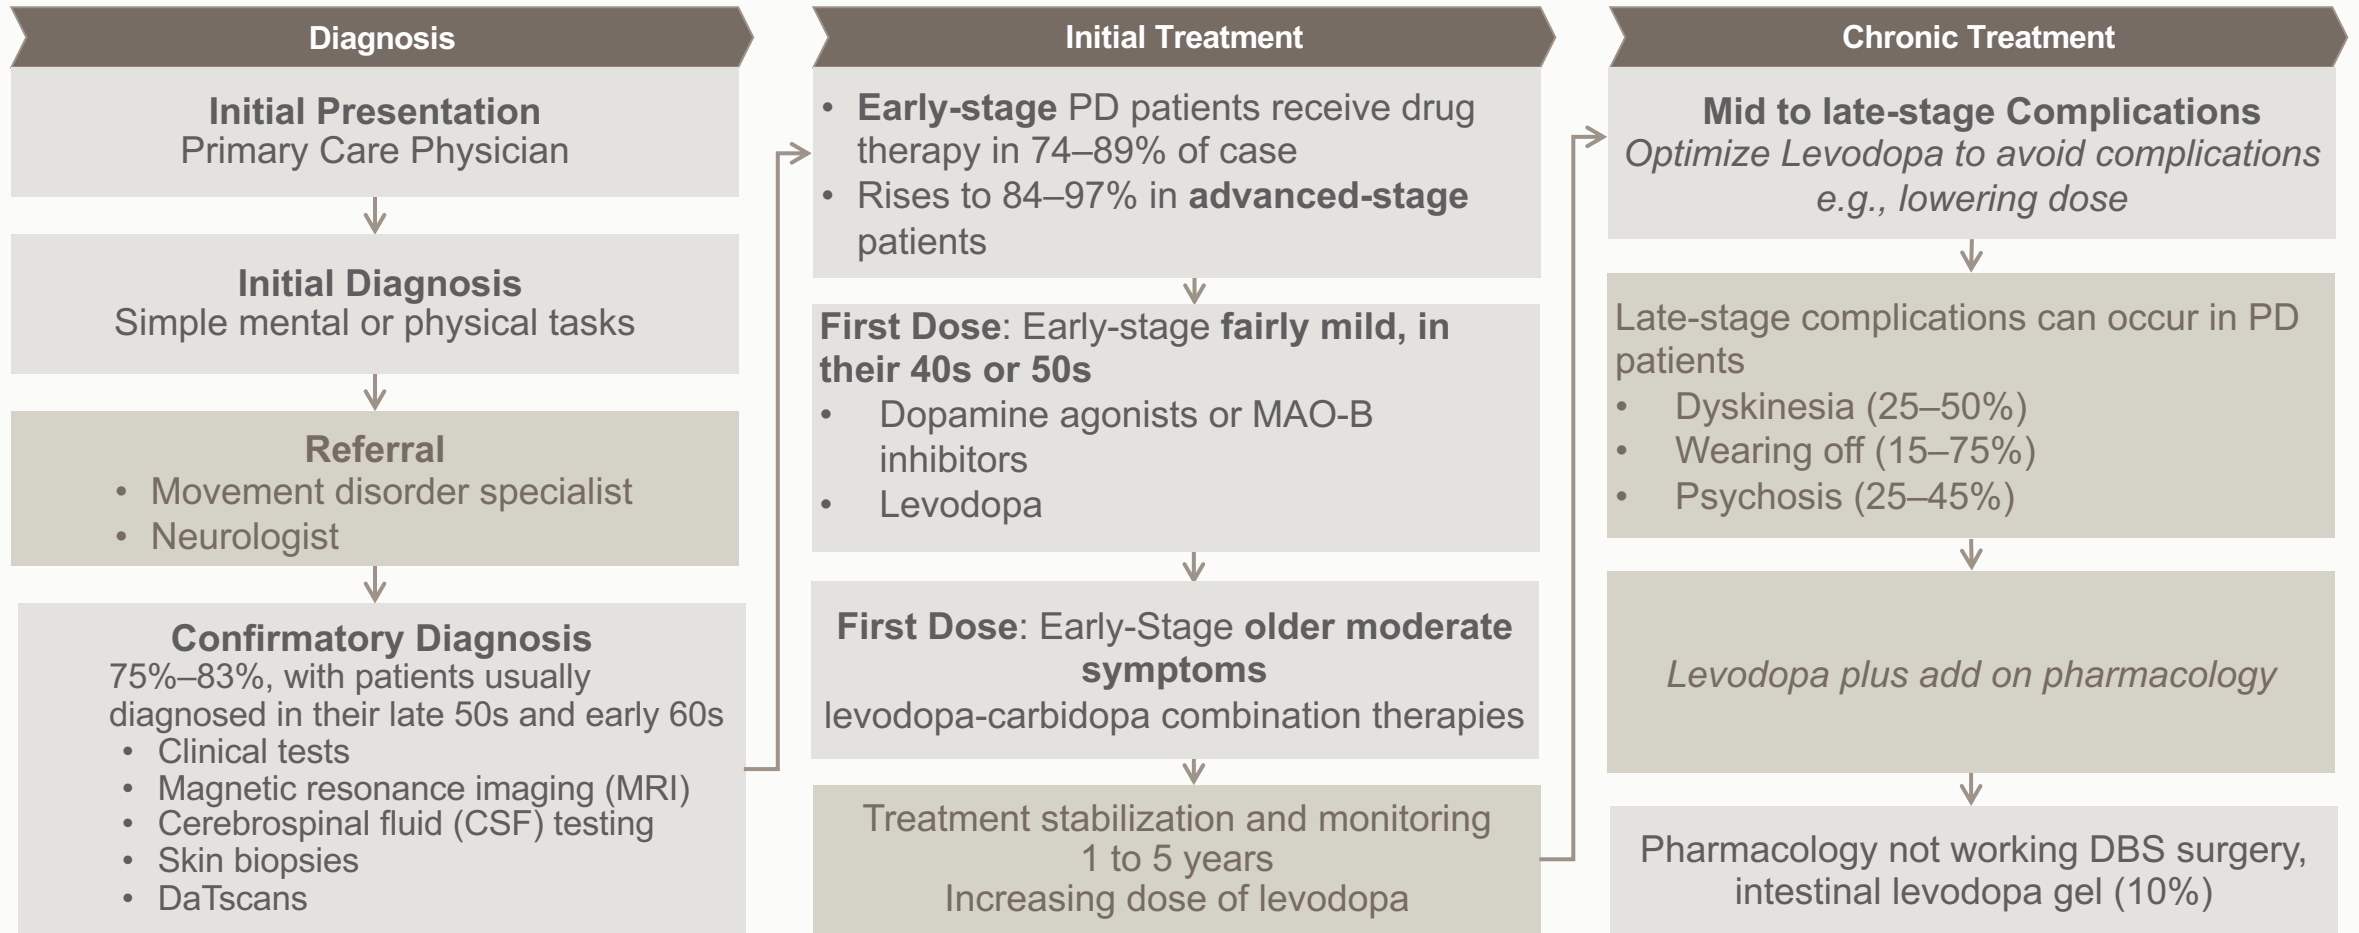 Diagnosis
Initial Presentation
Primary Care Physician
Initial Diagnosis
Simple mental or physical tasks
Referral
• Movement disorder specialist
• Neurologist
Confirmatory Diagnosis
75%–83%, with patients usually
diagnosed in their late 50s and early 60s
• Clinical tests
• Magnetic resonance imaging (MRI)
• Cerebrospinal fluid (CSF) testing
• Skin biopsies
• DaTscans
Initial Treatment
• Early-stage PD patients receive drug
therapy in 74–89% of case
• Rises to 84–97% in advanced-stage
patients
First Dose: Early-stage fairly mild, in
their 40s or 50s
• Dopamine agonists or MAO-B
inhibitors
• Levodopa
First Dose: Early-Stage older moderate
symptoms
levodopa-carbidopa combination therapies
Treatment stabilization and monitoring
1 to 5 years
Increasing dose of levodopa
Chronic Treatment
Mid to late-stage Complications
Optimize Levodopa to avoid complications
e.g., lowering dose
Late-stage complications can occur in PD
patients
• Dyskinesia (25–50%)
• Wearing off (15–75%)
• Psychosis (25–45%)
Levodopa plus add on pharmacology
Pharmacology not working DBS surgery,
intestinal levodopa gel (10%)